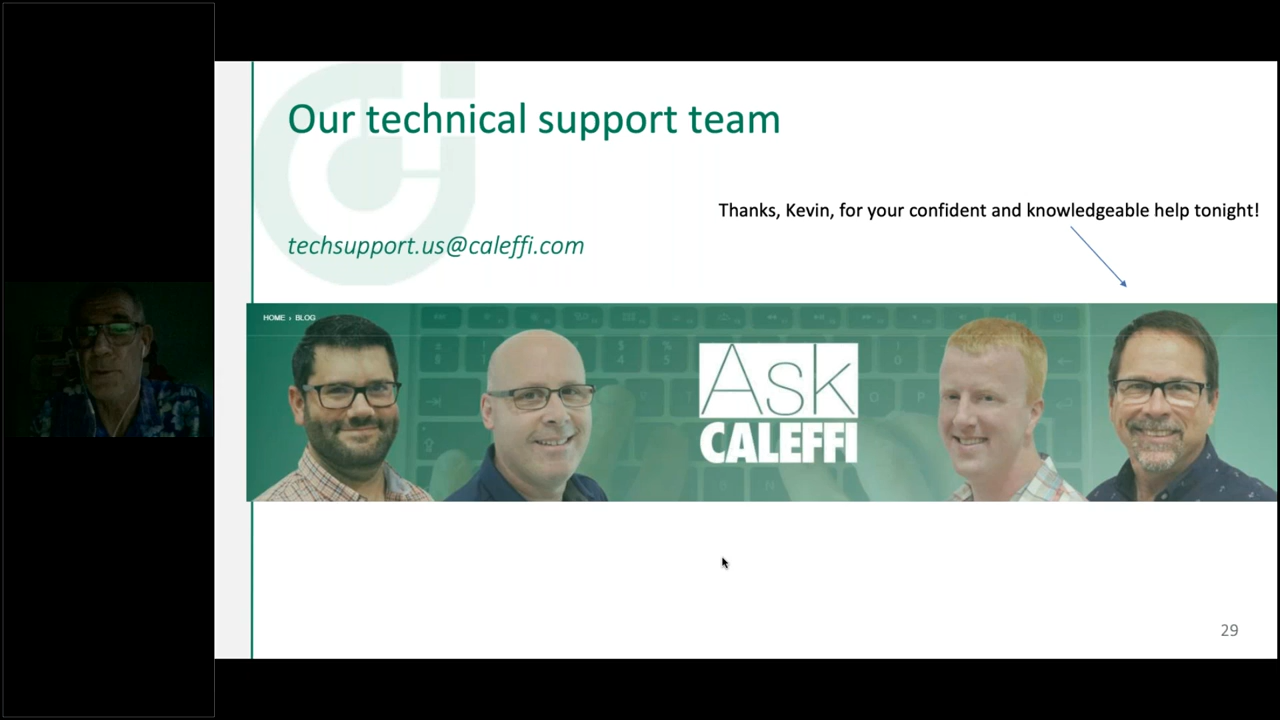 Our technical support team
Thanks, Kevin, for your confident and knowledgeable help tonight!
techsupport.us@caleffi.com
HOME › BLOG
Ask
CALEFFI
29